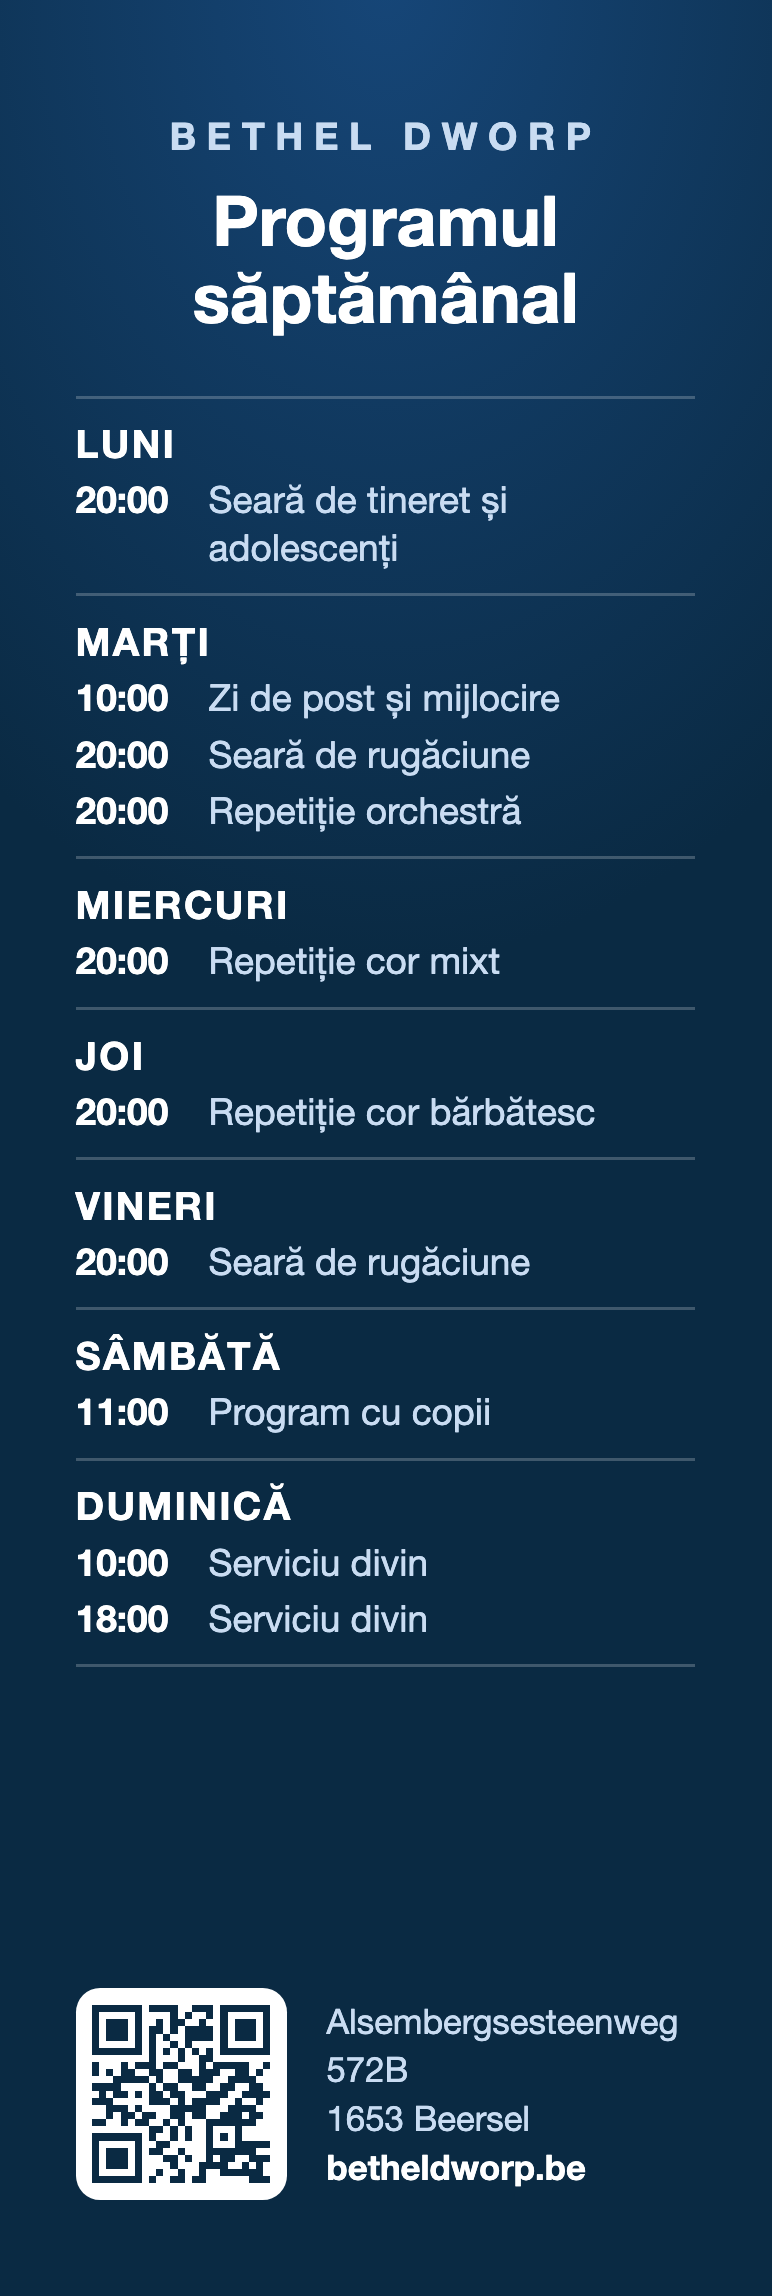 BETHEL DWORP
Programul
săptămânal
LUNI
20:00 Seară de tineret și
adolescenți
MARȚI
10:00 Zi de post și mijlocire
20:00 Seară de rugăciune
20:00 Repetiție orchestră
MIERCURI
20:00 Repetiție cor mixt
JOI
20:00 Repetiție cor bărbătesc
VINERI
20:00 Seară de rugăciune
SÂMBĂTĂ
11:00 Program cu copii
DUMINICĂ
10:00 Serviciu divin
18:00 Serviciu divin
Alsembergsesteenweg
572B
1653 Beersel
betheldworp.be